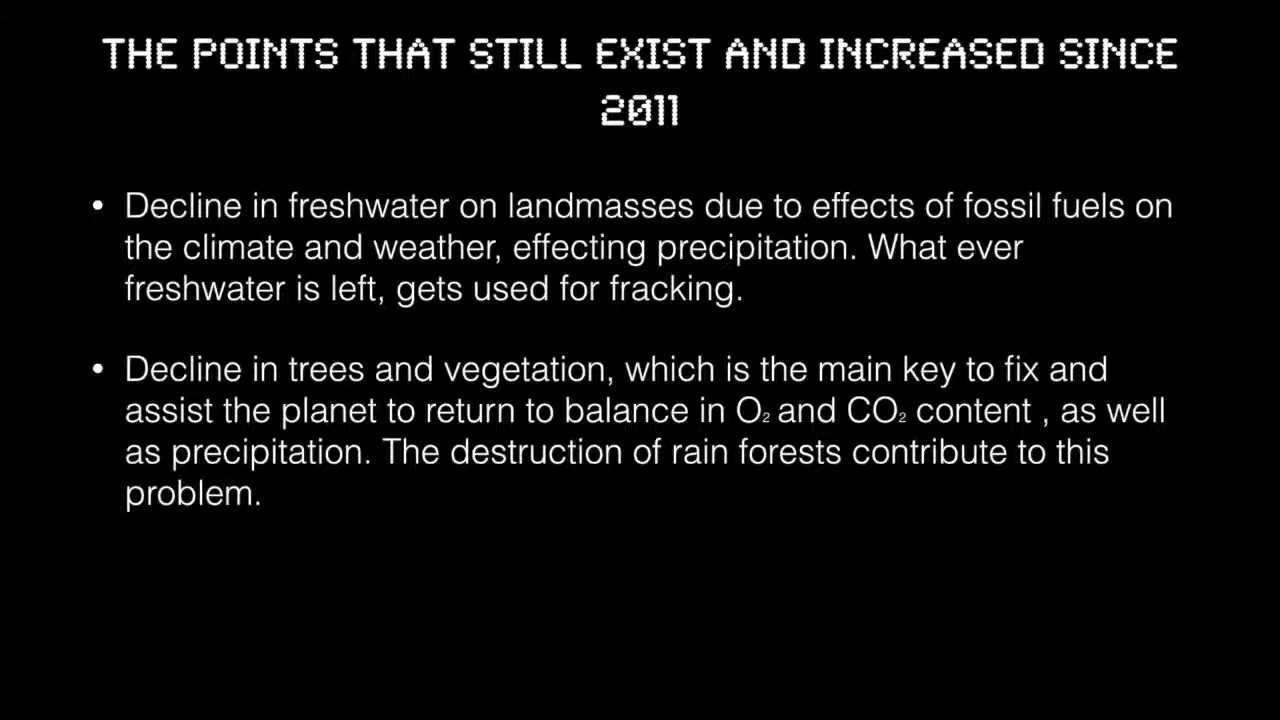 THE POINTS THAT STILL EXIST AND INCREASED SINCE
2011
• Decline in freshwater on landmasses due to effects of fossil fuels on
the climate and weather, effecting precipitation. What ever
freshwater is left, gets used for fracking.
• Decline in trees and vegetation, which is the main key to fix and
assist the planet to return to balance in O₂ and CO₂ content , as well
as precipitation. The destruction of rain forests contribute to this
problem.